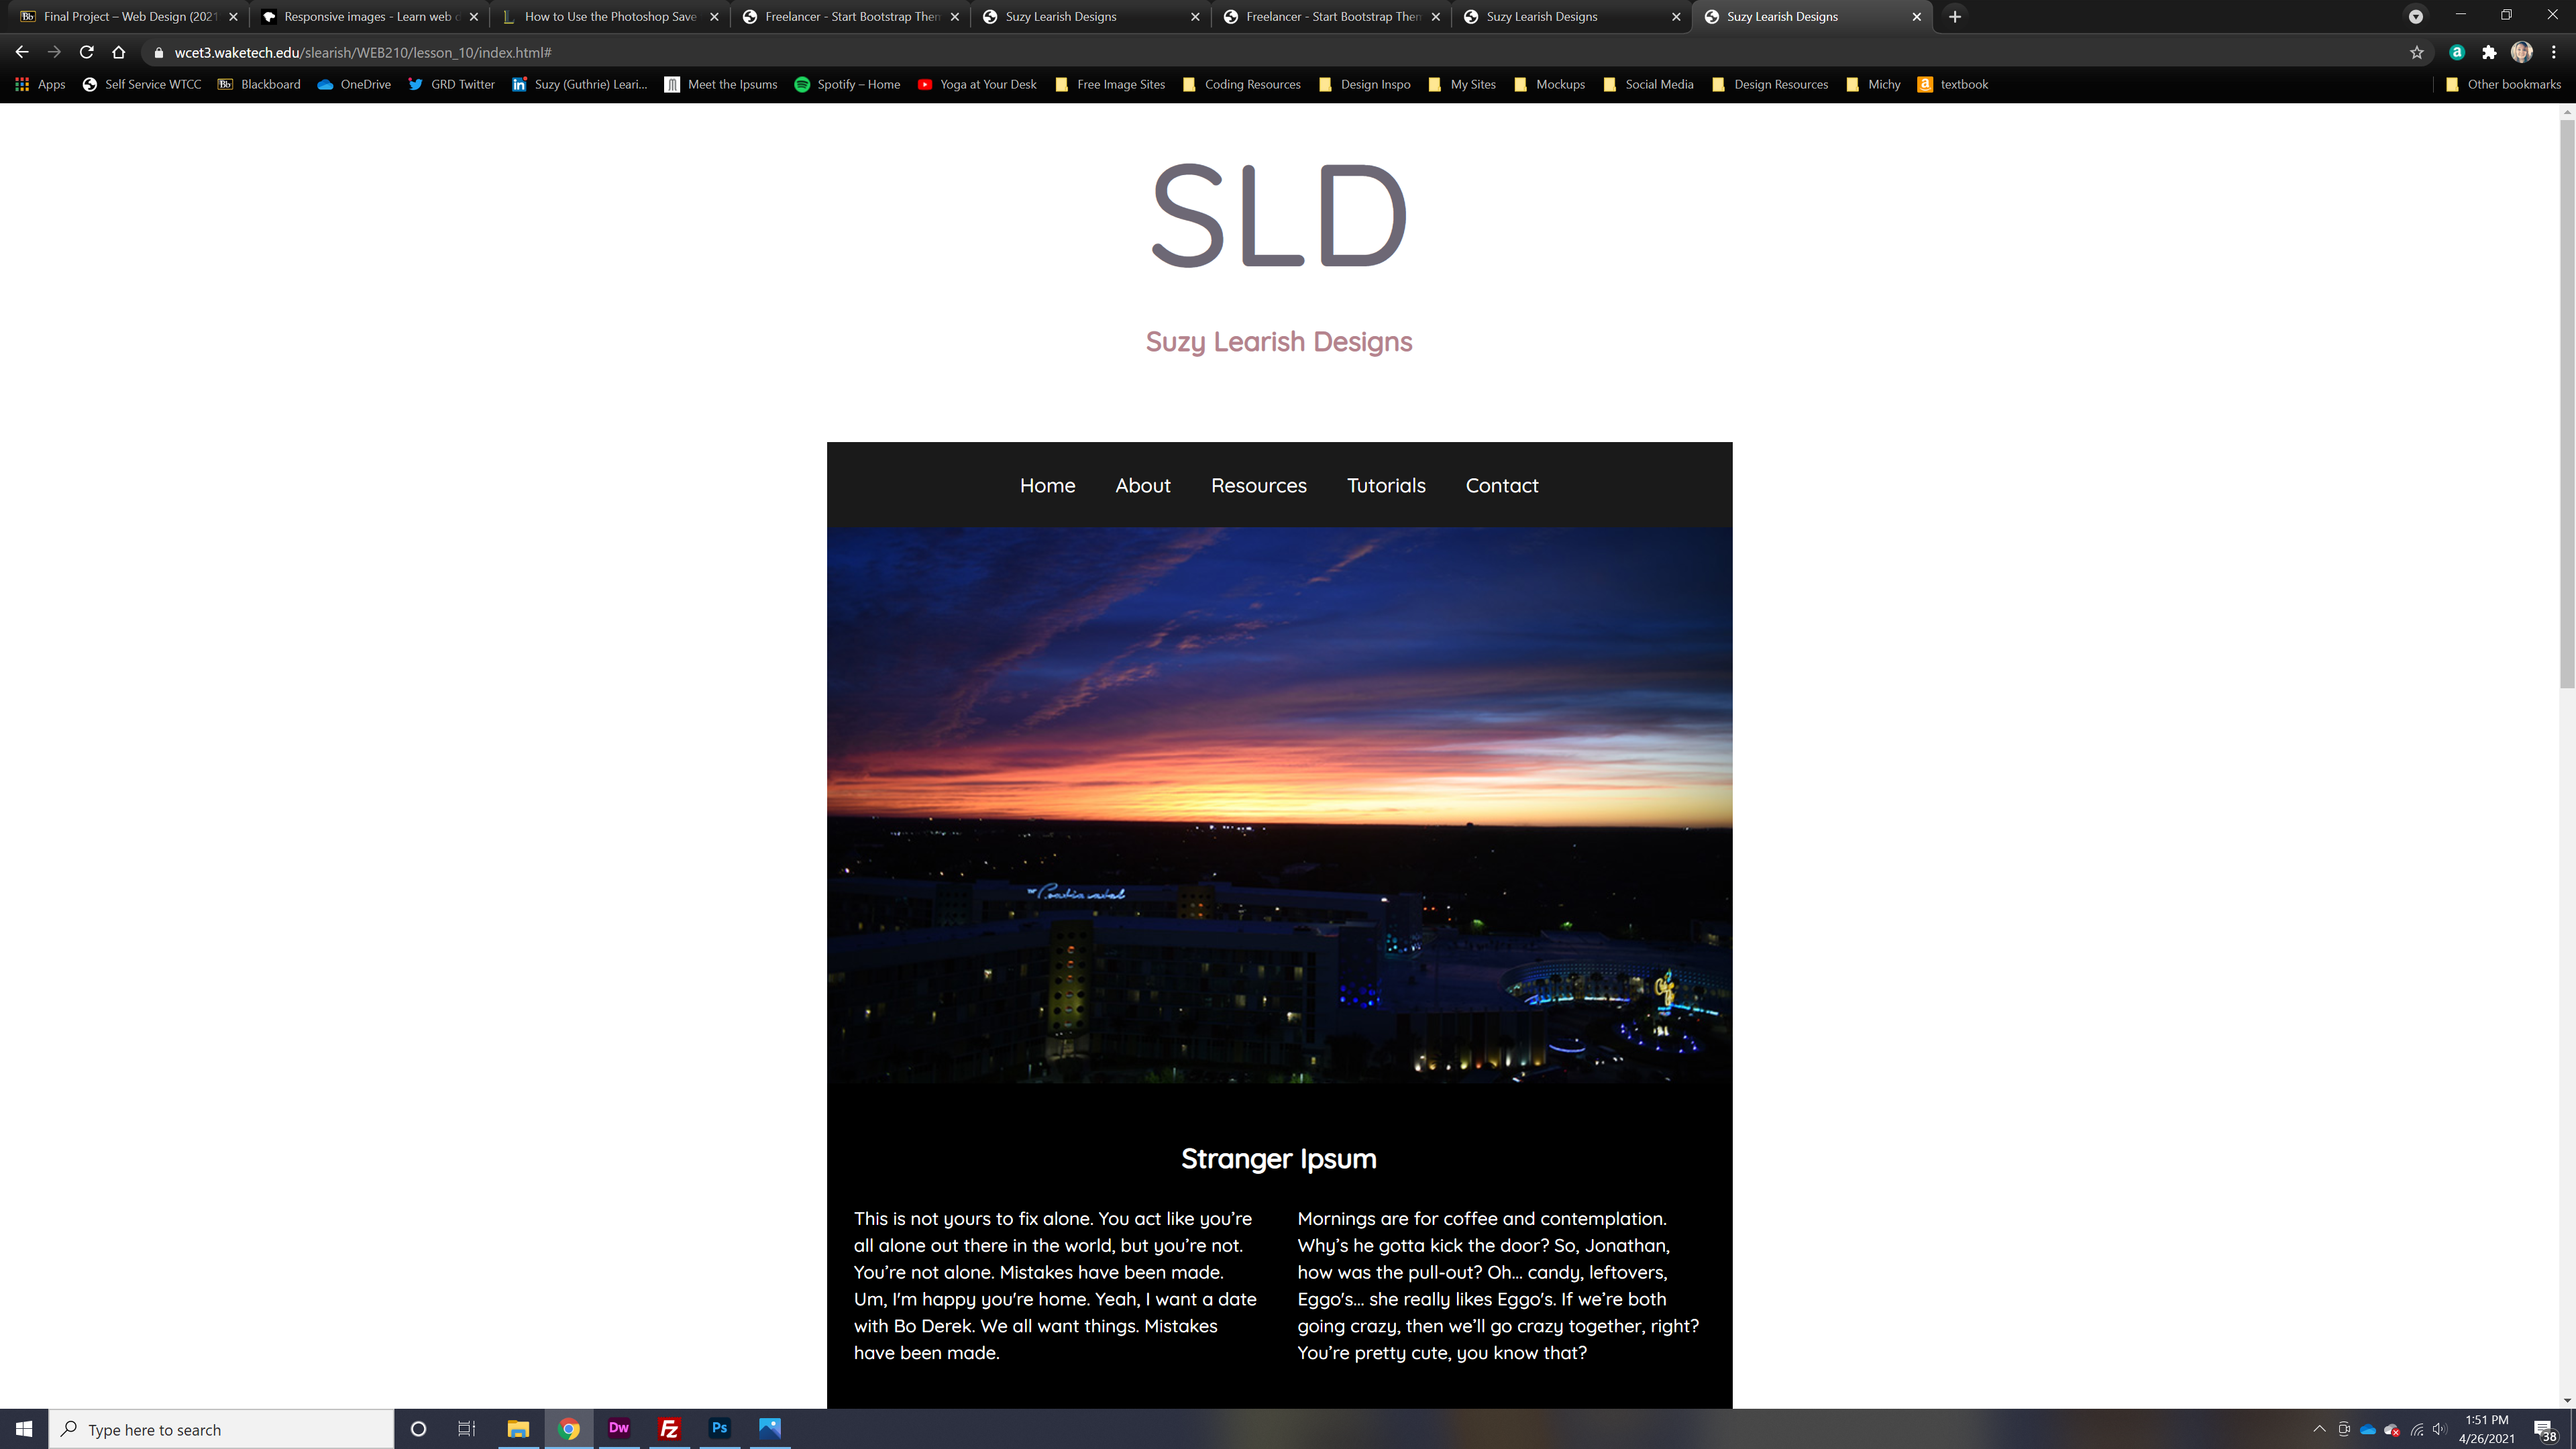 Final Project – Web Design (2021
Responsive images - Learn web d
How to Use the Photoshop Save
Freelancer - Start Bootstrap Them
Suzy Learish Designs
Freelancer - Start Bootstrap Them
Suzy Learish Designs
Suzy Learish Designs
wcet3.waketech.edu/slearish/WEB210/lesson_10/index.html#
Apps
Self Service WTCC
Blackboard
OneDrive
GRD Twitter
Suzy (Guthrie) Leari...
Meet the Ipsums
Spotify – Home
Yoga at Your Desk
Free Image Sites
Coding Resources
Design Inspo
My Sites
Mockups
Social Media
Design Resources
Michy
textbook
Other bookmarks
SLD
Suzy Learish Designs
Home About Resources Tutorials Contact
Stranger Ipsum
This is not yours to fix alone. You act like you’re
all alone out there in the world, but you’re not.
You’re not alone. Mistakes have been made.
Um, I'm happy you're home. Yeah, I want a date
with Bo Derek. We all want things. Mistakes
have been made.
Mornings are for coffee and contemplation.
Why’s he gotta kick the door? So, Jonathan,
how was the pull-out? Oh... candy, leftovers,
Eggo's... she really likes Eggo's. If we’re both
going crazy, then we’ll go crazy together, right?
You’re pretty cute, you know that?
Type here to search
Dw
Fz
Ps
1:51 PM
4/26/2021
38